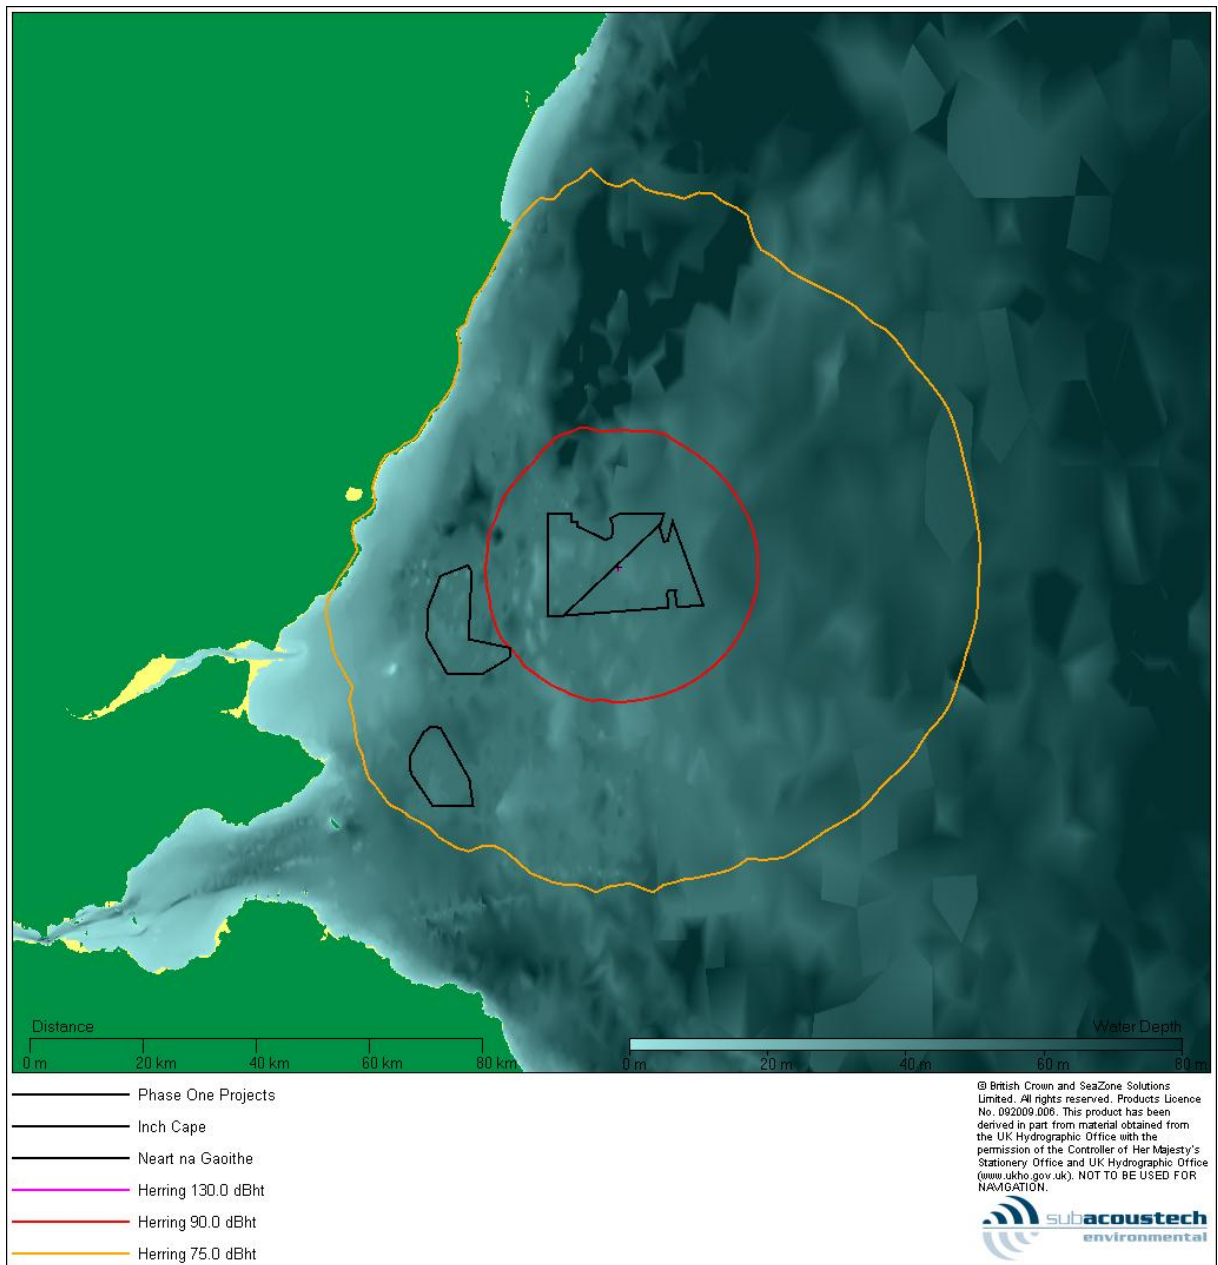 Distance
0 m 20 km 40 km 60 km 80 km
Water Depth
0 m 20 m 40 m 60 m 80 m
Phase One Projects
Inch Cape
Neart na Gaoithe
Herring 130.0 dBht
Herring 90.0 dBht
Herring 75.0 dBht
© British Crown and SeaZone Solutions
Limited. All rights reserved. Products Licence
No. 092009.006. This product has been
derived in part from material obtained from
the UK Hydrographic Office with the
permission of the Controller of Her Majesty's
Stationery Office and UK Hydrographic Office
(www.ukho.gov.uk). NOT TO BE USED FOR
NAVIGATION.
subacoustech
environmental